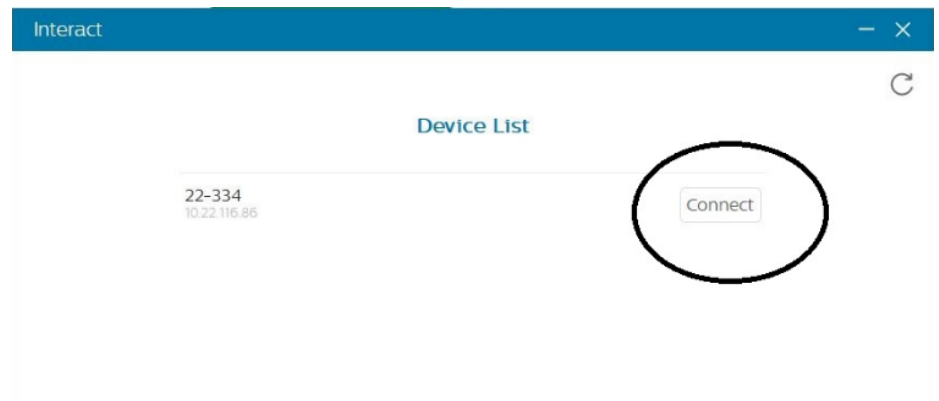 Interact
Device List
22-334
10.22.116.86
Connect